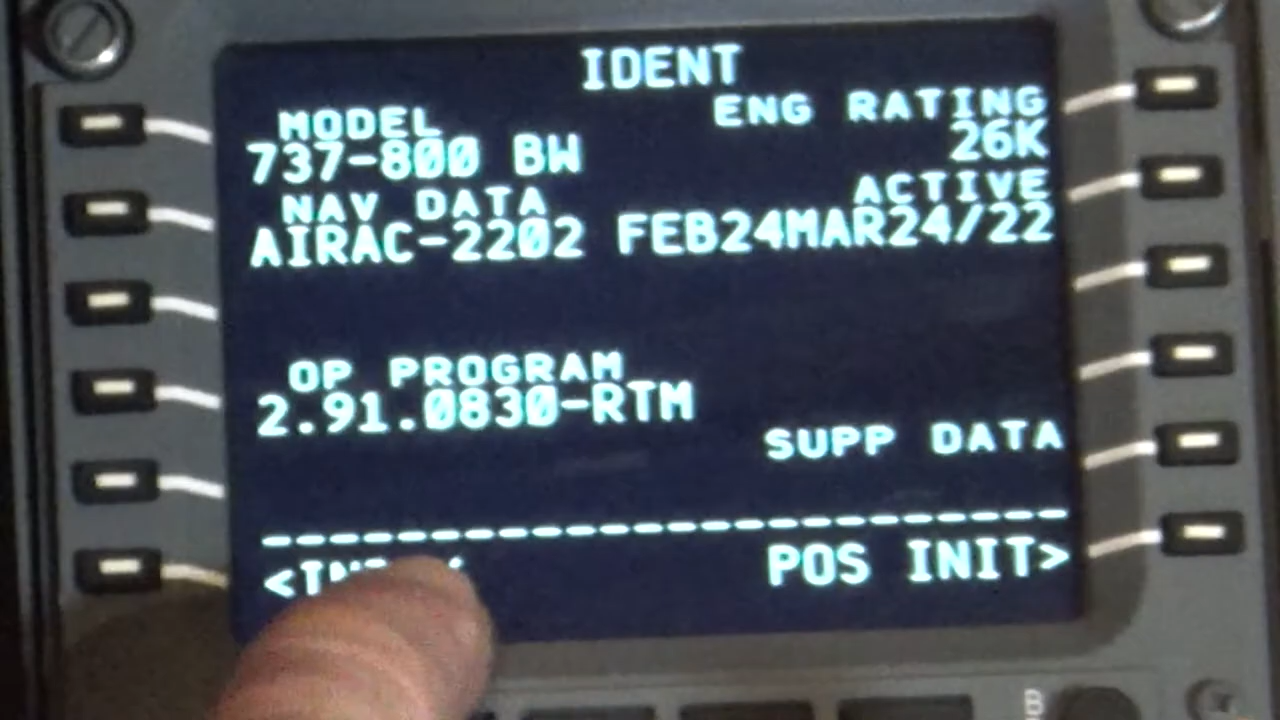 IDENT
MODEL ENG RATING
737-800 BW 26K
NAV DATA ACTIVE
AIRAC-2202 FEB24MAR24/22
OP PROGRAM
2.91.0830-RTM
SUPP DATA
POS INIT>